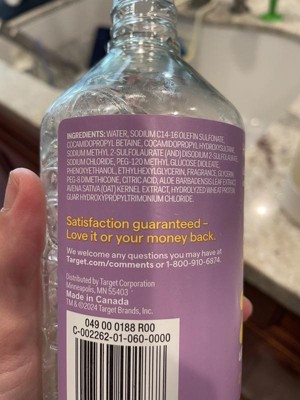 INGREDIENTS: WATER, SODIUM C14-16 OLEFIN SULFONATE,
COCAMIDOPROPYL BETAINE, COCAMIDOPROPYL HYDROXYSULTAINE,
SODIUM METHYL 2-SULFOLAURATE (AND) DISODIUM 2-SULFOLAURATE,
SODIUM CHLORIDE, PEG-120 METHYL GLUCOSE DIOLEATE,
PHENOXYETHANOL, ETHYLHEXYLGLYCERIN, FRAGRANCE, GLYCERIN,
PEG-8 DIMETHICONE, CITRIC ACID, ALOE BARBADENSIS LEAF EXTRACT,
AVENA SATIVA (OAT) KERNEL EXTRACT, HYDROLYZED WHEAT PROTEIN,
GUAR HYDROXYPROPYLTRIMONIUM CHLORIDE.
Satisfaction guaranteed –
Love it or your money back.
We welcome any questions you may have at
Target.com/comments or 1-800-910-6874.
Distributed by Target Corporation
Minneapolis, MN 55403
Made in Canada
TM & ©2024 Target Brands, Inc.
049 00 0188 R00
C-002262-01-060-0000